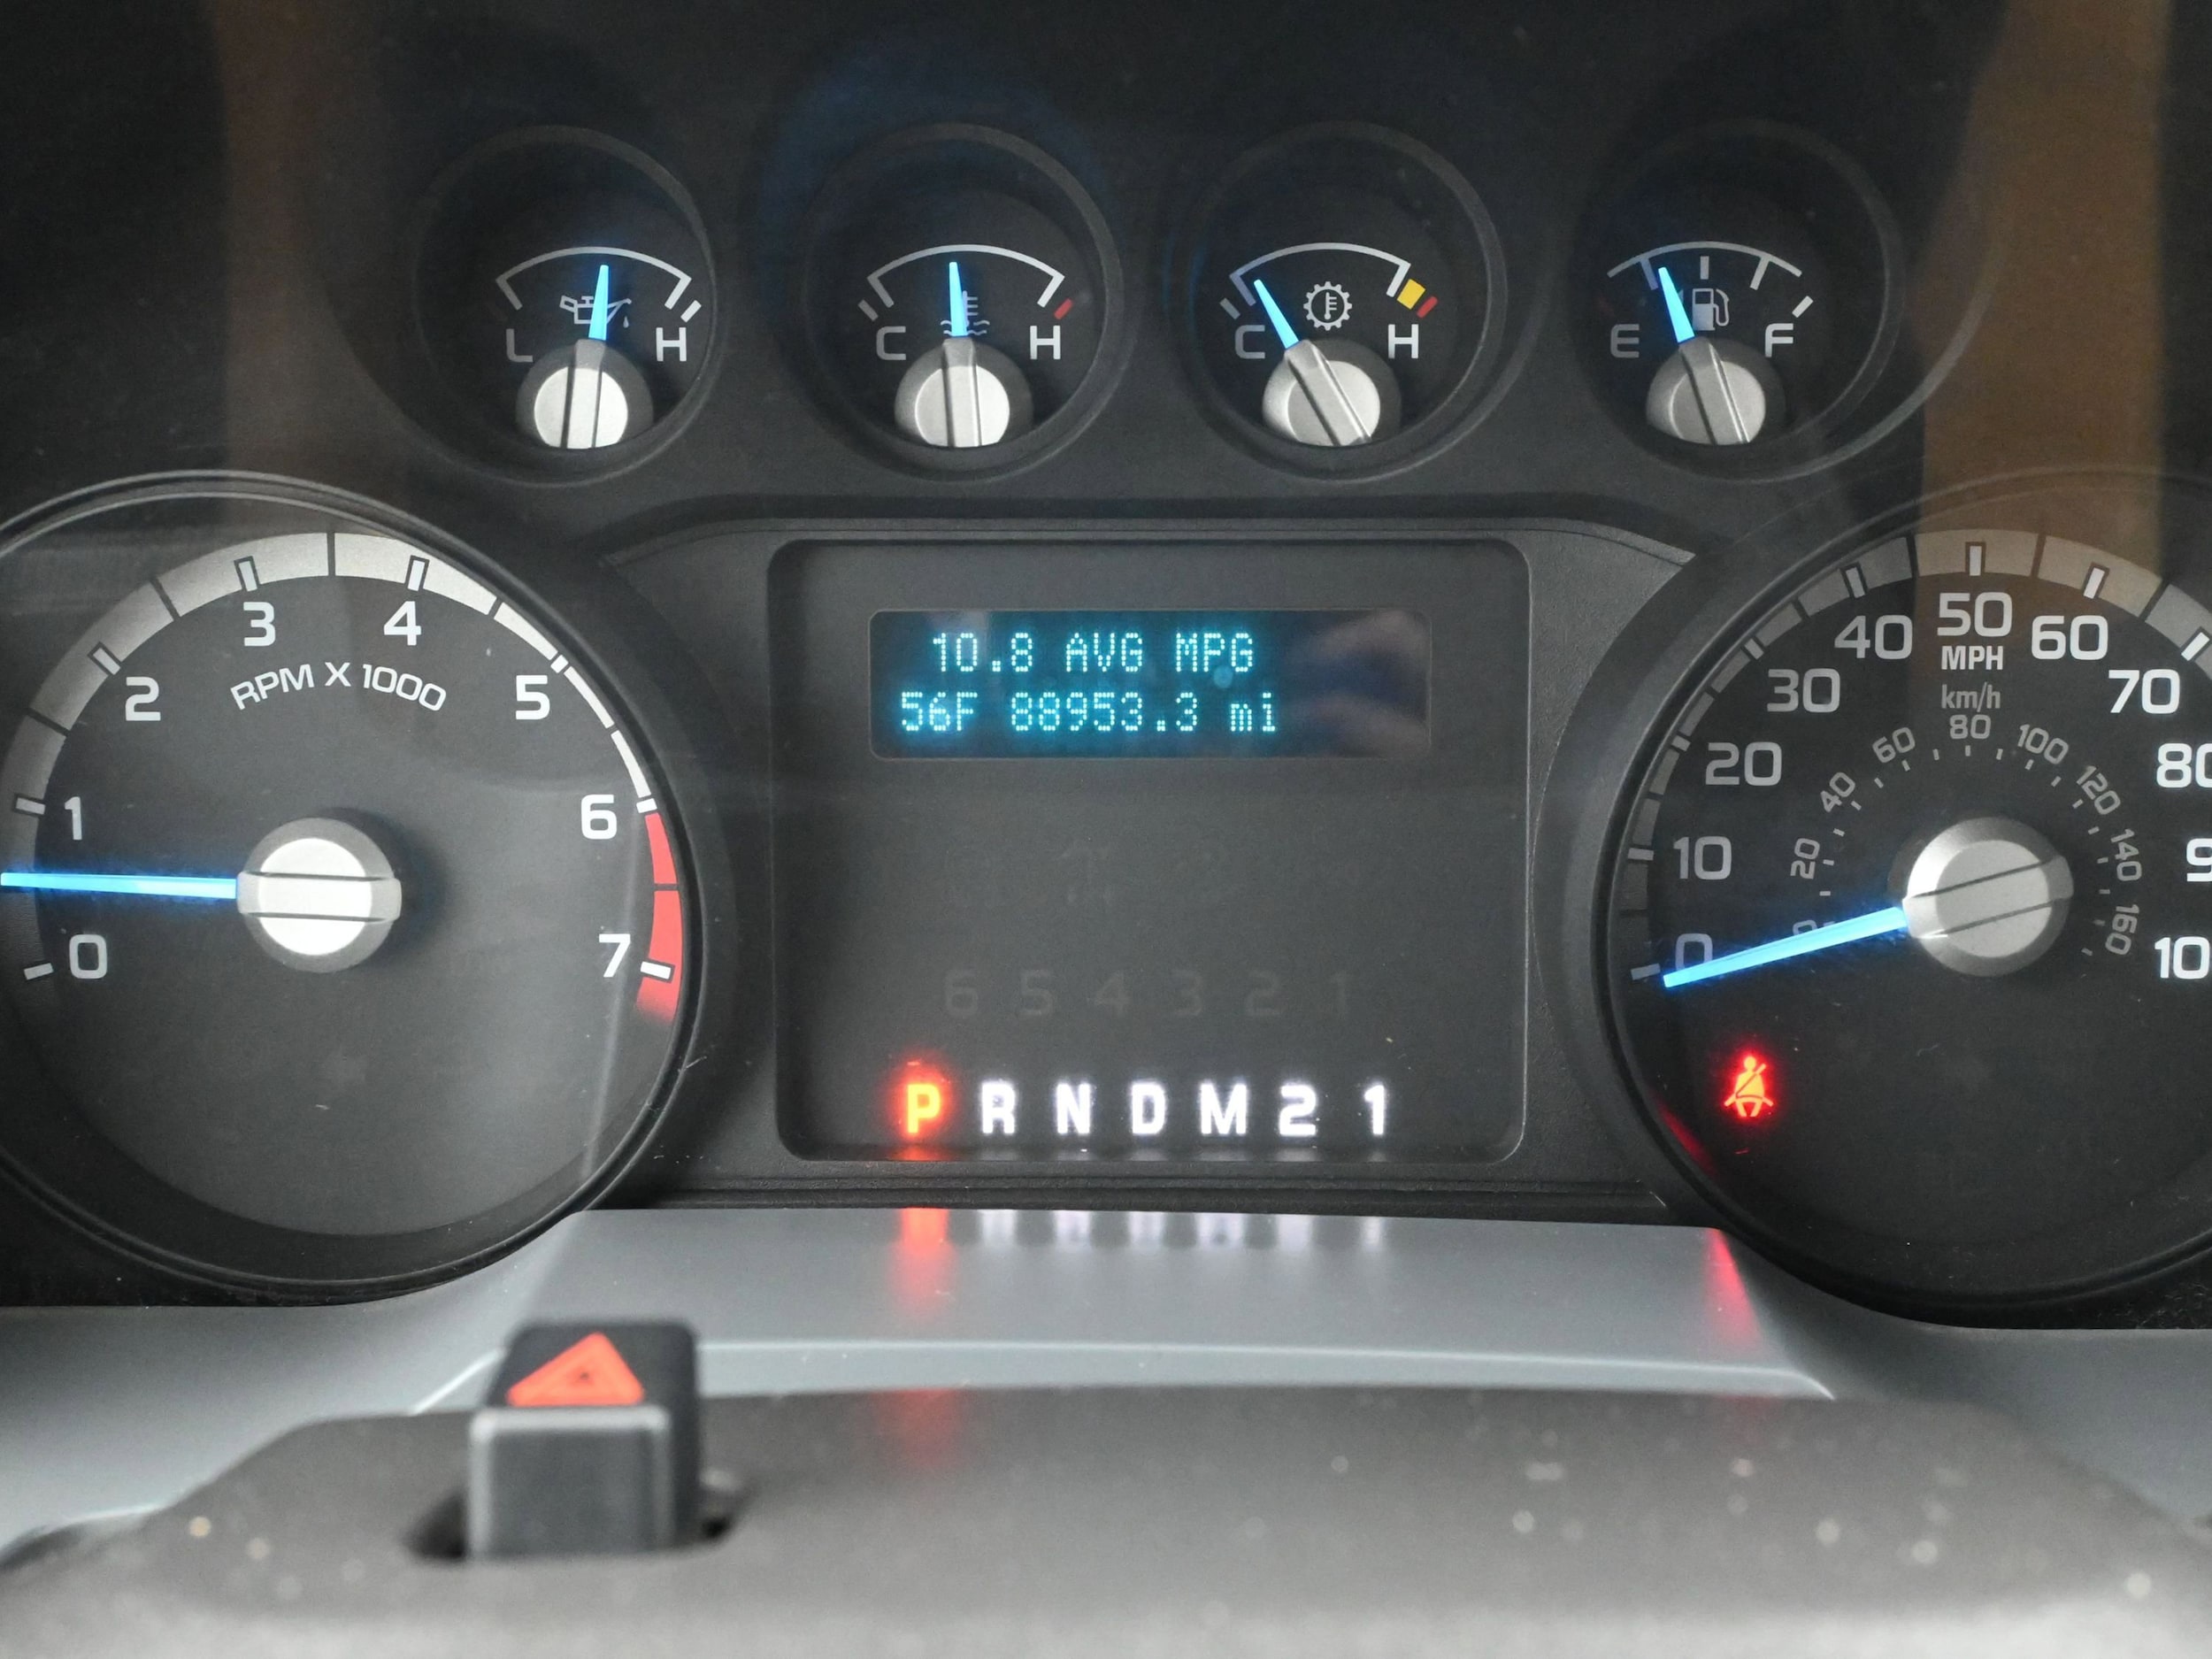 L H
C H
C H
E F
0 1 2 3 4 5 6 7
RPM X 1000
10.8 AVG MPG
56F 88953.3 mi
6 5 4 3 2 1
P R N D M 2 1
0 10 20 30 40 50 60 70
MPH
km/h
0 20 40 60 80 100 120 140 160